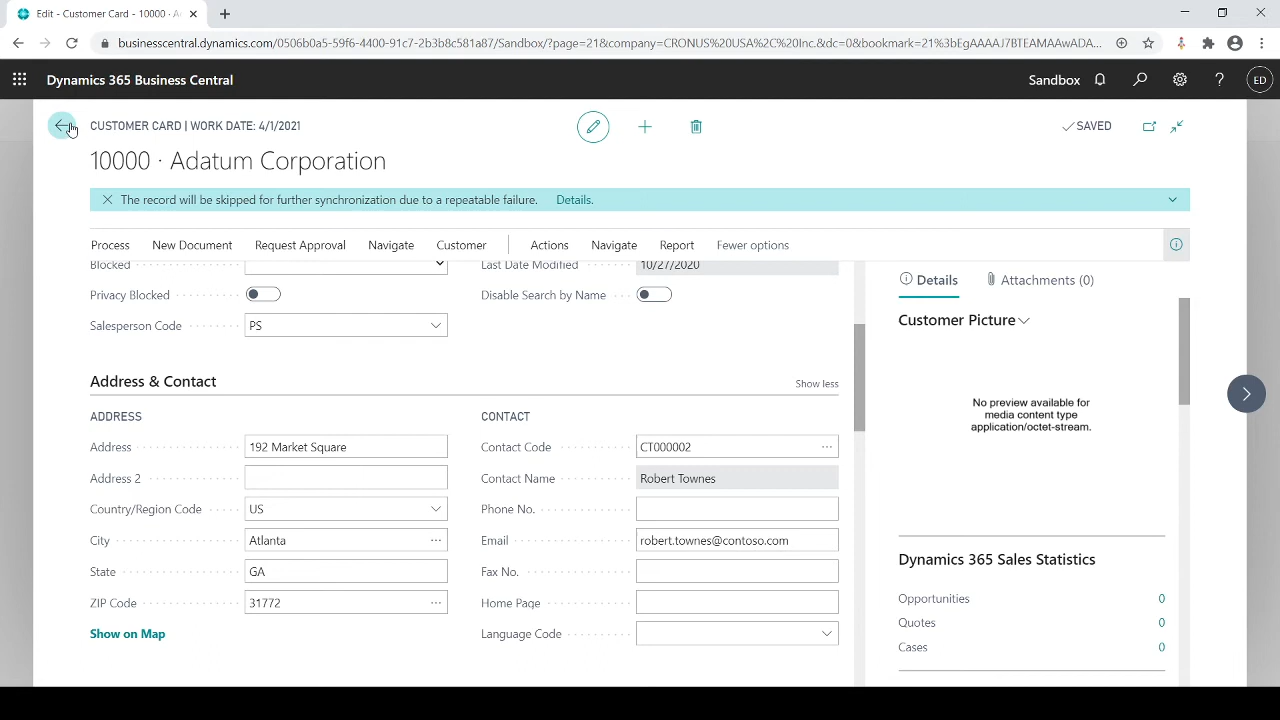 Edit - Customer Card - 10000 · A
businesscentral.dynamics.com/0506b0a5-59f6-4400-91c7-2b3b8c581a87/Sandbox/?page=21&company=CRONUS%20USA%2C%20Inc.&dc=0&bookmark=21%3bEgAAAAJ7BTEAMAAwADA...
Dynamics 365 Business Central
Sandbox
?
ED
CUSTOMER CARD | WORK DATE: 4/1/2021
SAVED
10000 · Adatum Corporation
The record will be skipped for further synchronization due to a repeatable failure. Details.
Process New Document Request Approval Navigate Customer Actions Navigate Report Fewer options
Blocked
Last Date Modified 10/27/2020
Privacy Blocked
Disable Search by Name
Salesperson Code PS
Address & Contact
Show less
ADDRESS
Address 192 Market Square
Address 2
Country/Region Code US
City Atlanta
State GA
ZIP Code 31772
Show on Map
CONTACT
Contact Code CT000002
Contact Name Robert Townes
Phone No.
Email robert.townes@contoso.com
Fax No.
Home Page
Language Code
Details Attachments (0)
Customer Picture
No preview available for
media content type
application/octet-stream.
Dynamics 365 Sales Statistics
Opportunities 0
Quotes 0
Cases 0